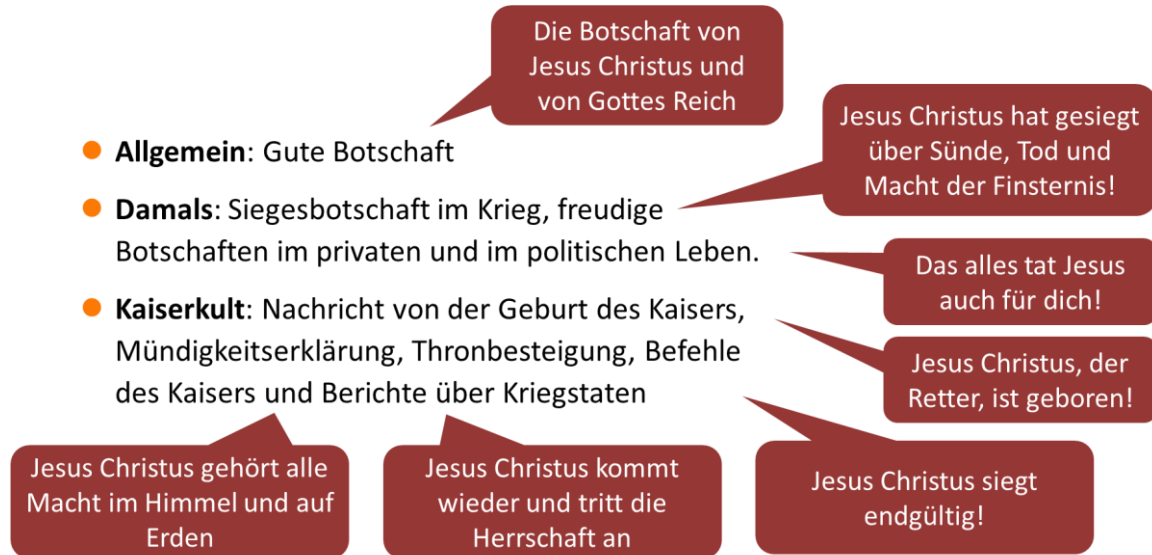 Die Botschaft von
Jesus Christus und
von Gottes Reich
Jesus Christus hat gesiegt
über Sünde, Tod und
Macht der Finsternis!
Allgemein: Gute Botschaft
Damals: Siegesbotschaft im Krieg, freudige
Botschaften im privaten und im politischen Leben.
Das alles tat Jesus
auch für dich!
Kaiserkult: Nachricht von der Geburt des Kaisers,
Mündigkeitserklärung, Thronbesteigung, Befehle
des Kaisers und Berichte über Kriegstaten
Jesus Christus, der
Retter, ist geboren!
Jesus Christus gehört alle
Macht im Himmel und auf
Erden
Jesus Christus kommt
wieder und tritt die
Herrschaft an
Jesus Christus siegt
endgültig!